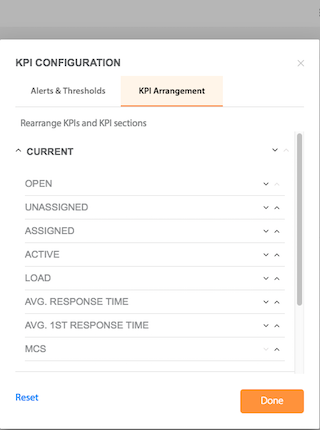 KPI CONFIGURATION
Alerts & Thresholds
KPI Arrangement
Rearrange KPIs and KPI sections
CURRENT
OPEN
UNASSIGNED
ASSIGNED
ACTIVE
LOAD
AVG. RESPONSE TIME
AVG. 1ST RESPONSE TIME
MCS
Reset
Done